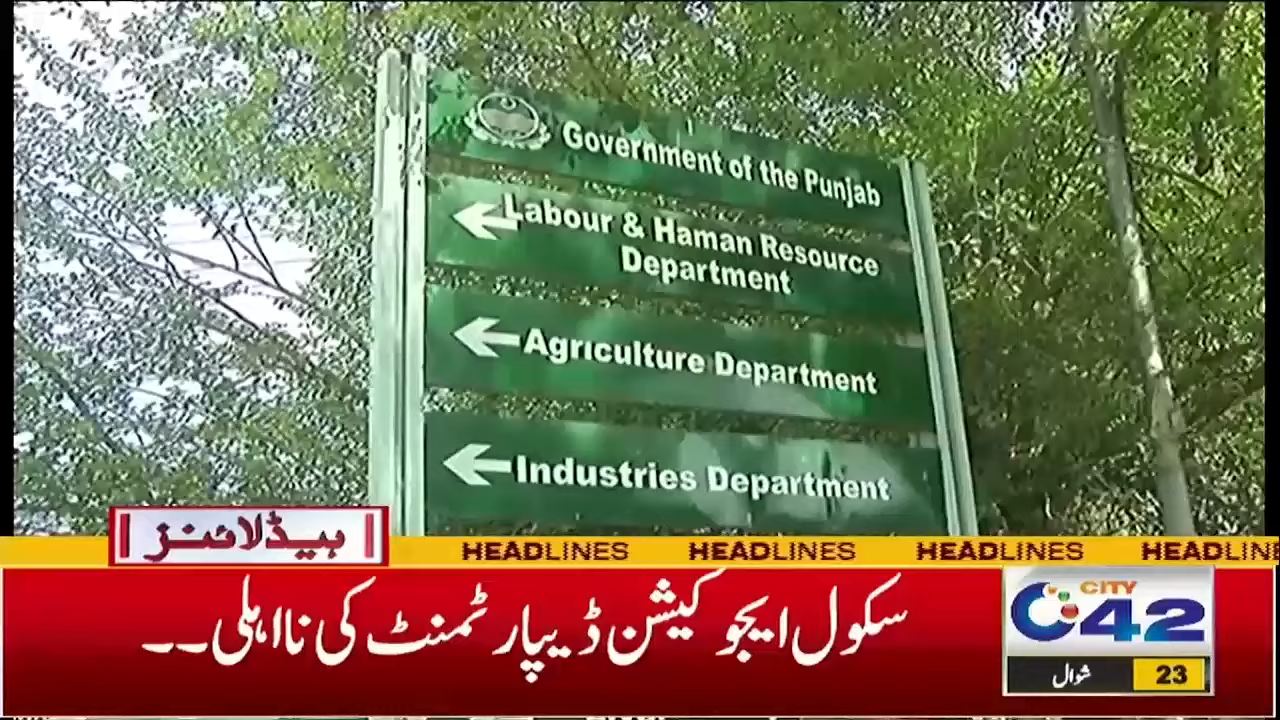 Government of the Punjab
Labour & Haman Resource
Department
Agriculture Department
Industries Department
ہیڈلائنز
HEADLINES HEADLINES HEADLINES HEADLIN
سکول ایجوکیشن ڈیپارٹمنٹ کی نااہلی۔۔
CITY
42
شوال 23